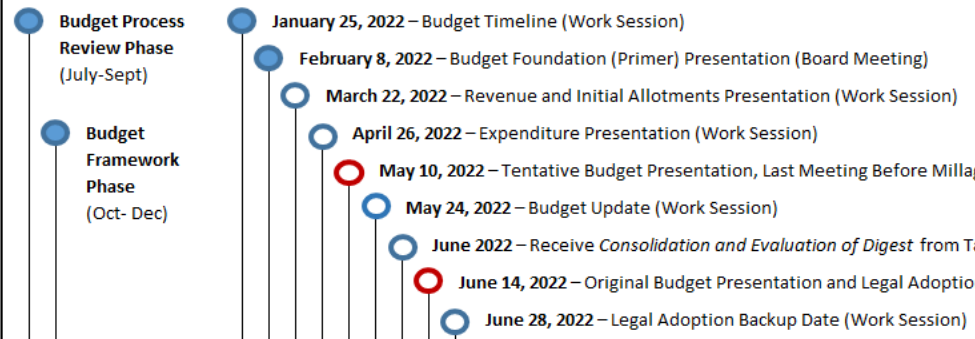 Budget Process
Review Phase
(July-Sept)
Budget
Framework
Phase
(Oct- Dec)
January 25, 2022 – Budget Timeline (Work Session)
February 8, 2022 – Budget Foundation (Primer) Presentation (Board Meeting)
March 22, 2022 – Revenue and Initial Allotments Presentation (Work Session)
April 26, 2022 – Expenditure Presentation (Work Session)
May 10, 2022 – Tentative Budget Presentation, Last Meeting Before
May 24, 2022 – Budget Update (Work Session)
June 2022 – Receive Consolidation and Evaluation of Digest from
June 14, 2022 – Original Budget Presentation and Legal
June 28, 2022 – Legal Adoption Backup Date (Work Session)